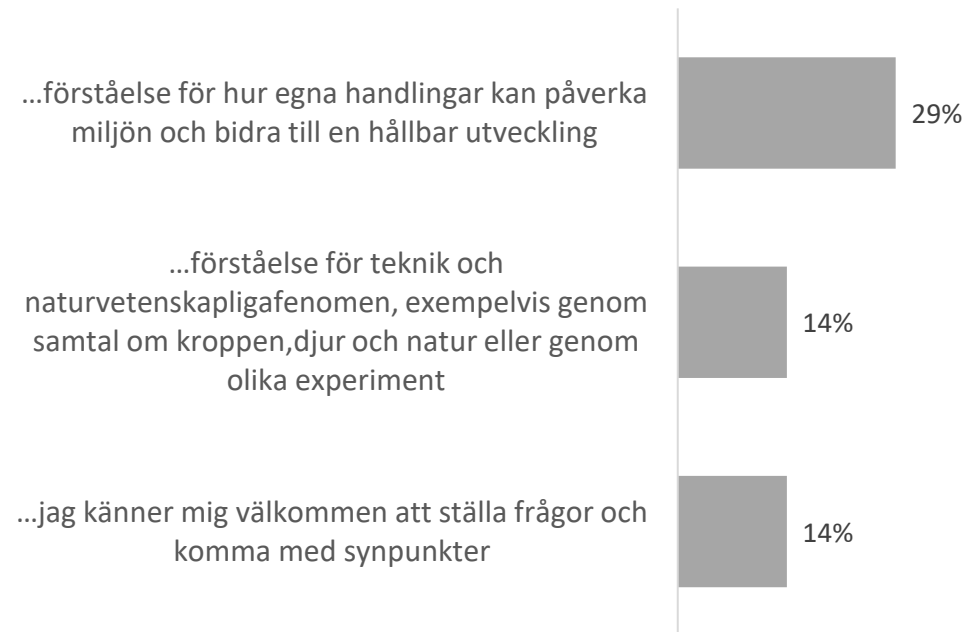 ...förståelse för hur egna handlingar kan påverka
miljön och bidra till en hållbar utveckling
29%
...förståelse för teknik och
naturvetenskapligafenomen, exempelvis genom
samtal om kroppen,djur och natur eller genom
olika experiment
14%
...jag känner mig välkommen att ställa frågor och
komma med synpunkter
14%